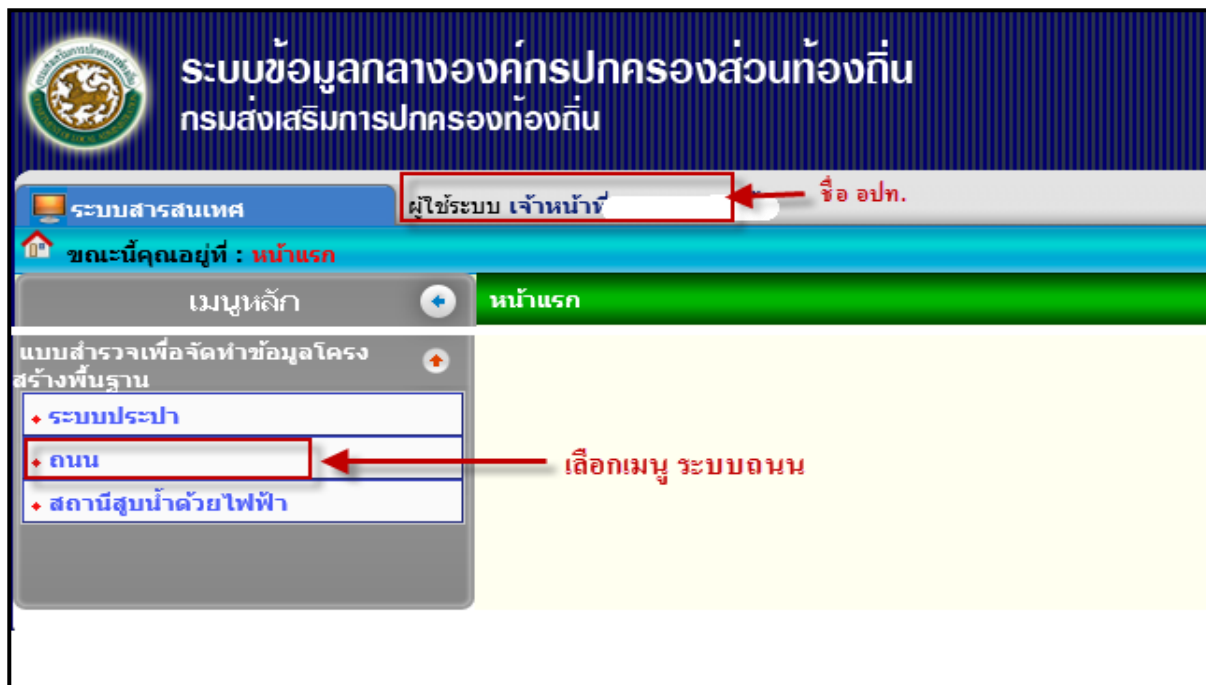 ระบบข้อมูลกลางองค์กรปกครองส่วนท้องถิ่น
กรมส่งเสริมการปกครองท้องถิ่น
ระบบสารสนเทศ
ผู้ใช้ระบบ เจ้าหน้าที่
ชื่อ อปท.
ขณะนี้คุณอยู่ที่ : หน้าแรก
เมนูหลัก
หน้าแรก
แบบสำรวจเพื่อจัดทำข้อมูลโครง
สร้างพื้นฐาน
ระบบประปา
ถนน
เลือกเมนู ระบบถนน
สถานีสูบน้ำด้วยไฟฟ้า